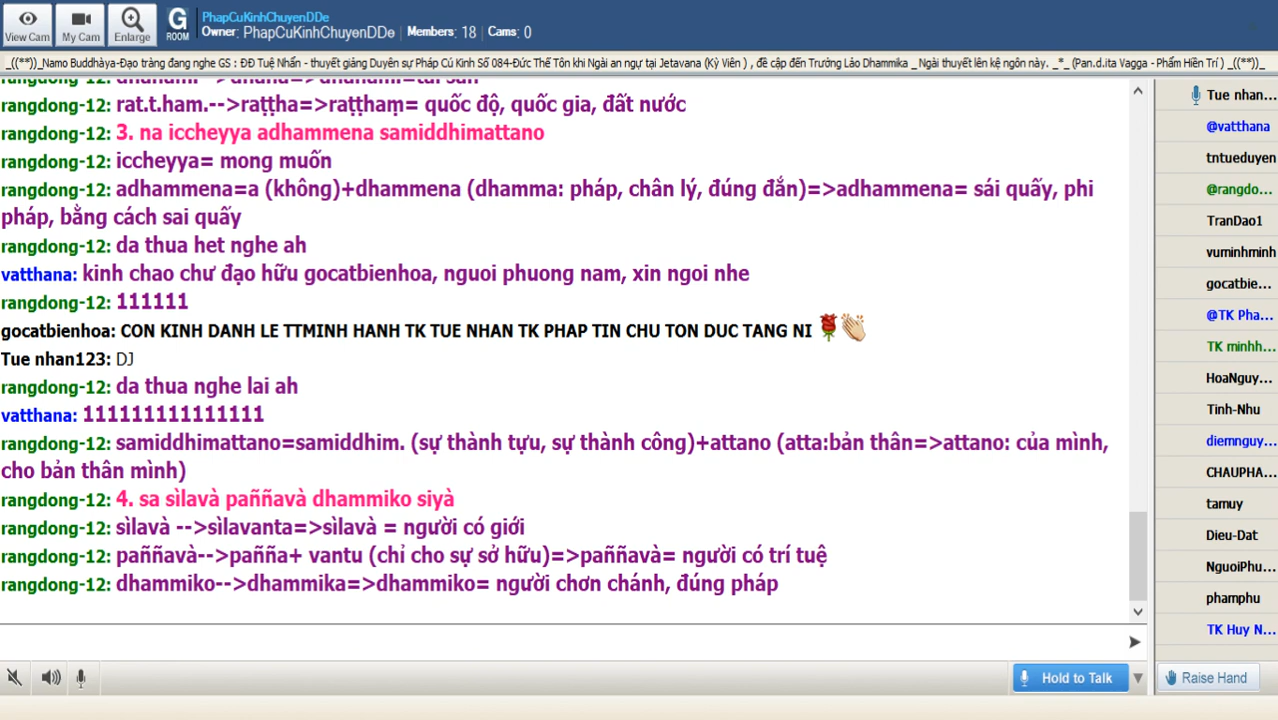 View Cam
My Cam
Enlarge
G
ROOM
PhapCuKinhChuyenDDe
Owner: PhapCuKinhChuyenDDe
Members: 18
Cams: 0
_((**))_Namo Buddhàya-Đạo tràng đang nghe GS : ĐĐ Tuệ Nhẩn - thuyết giảng Duyên sự Pháp Cú Kinh Số 084-Đức Thế Tôn khi Ngài an ngự tại Jetavana (Kỳ Viên) , đề cập đến Trưởng Lảo Dhammika _ Ngài thuyết lên kệ ngôn này. _*_ (Pan.d.ita Vagga - Phẩm Hiền Trí ) _((**))_
rangdong-12: rat.t.ham.-->raṭṭha=>raṭṭhaṃ= quốc độ, quốc gia, đất nước
rangdong-12: 3. na iccheyya adhammena samiddhimattano
rangdong-12: iccheyya= mong muốn
rangdong-12: adhammena=a (không)+dhammena (dhamma: pháp, chân lý, đúng đắn)=>adhammena= sái quấy, phi
pháp, bằng cách sai quấy
rangdong-12: da thua het nghe ah
vatthana: kinh chao chư đạo hữu gocatbienhoa, nguoi phuong nam, xin ngoi nhe
rangdong-12: 111111
gocatbienhoa: CON KINH DANH LE TTMINH HANH TK TUE NHAN TK PHAP TIN CHU TON DUC TANG NI
Tue nhan123: DJ
rangdong-12: da thua nghe lai ah
vatthana: 111111111111111
rangdong-12: samiddhimattano=samiddhim. (sự thành tựu, sự thành công)+attano (atta:bản thân=>attano: của mình,
cho bản thân mình)
rangdong-12: 4. sa sìlavà paññavà dhammiko siyà
rangdong-12: sìlavà -->sìlavanta=>sìlavà = người có giới
rangdong-12: paññavà-->pañña+ vantu (chỉ cho sự sở hữu)=>paññavà= người có trí tuệ
rangdong-12: dhammiko-->dhammika=>dhammiko= người chơn chánh, đúng pháp
Tue nhan...
@vatthana
tntueduyen
@rangdo...
TranDao1
vuminhminh
gocatbie...
@TK Pha...
TK minhh...
HoaNguy...
Tinh-Nhu
diemnguy...
CHAUPHA...
tamuy
Dieu-Dat
NguoiPhu...
phamphu
TK Huy N...
Hold to Talk
Raise Hand